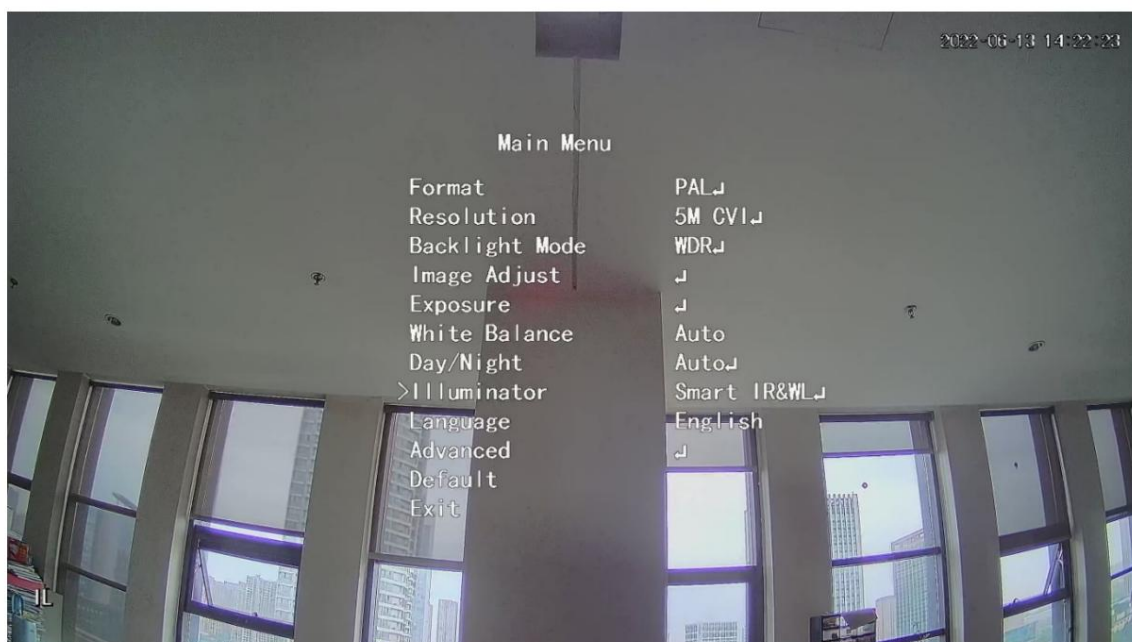 2022-06-13 14:22:23
Main Menu
Format PAL↵
Resolution 5M CVI↵
Backlight Mode WDR↵
Image Adjust ↵
Exposure ↵
White Balance Auto
Day/Night Auto↵
>Illuminator Smart IR&WL↵
Language English
Advanced ↵
Default
Exit
IL